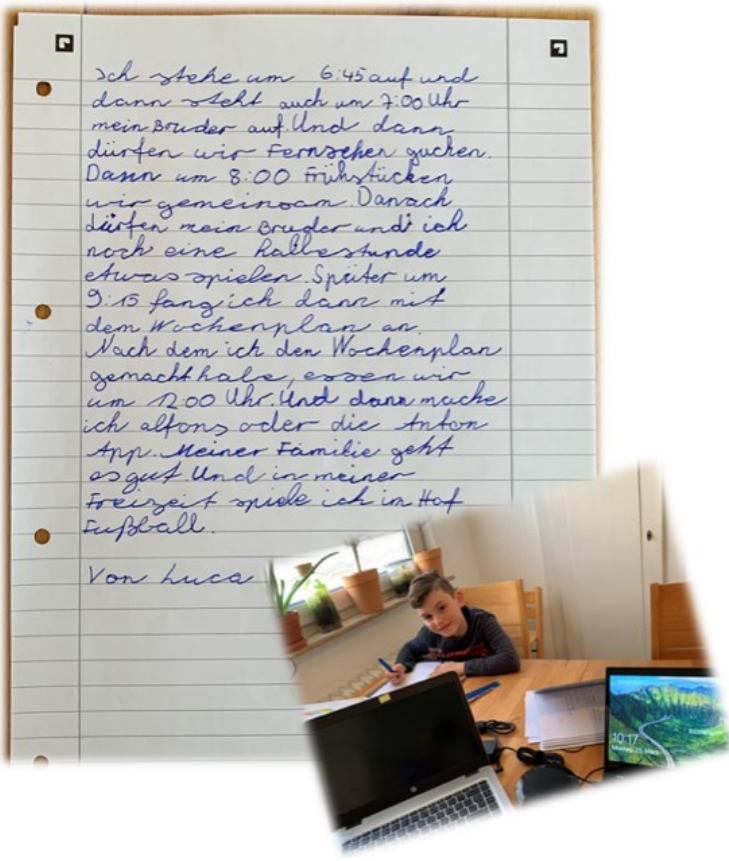 Ich stehe um 6:45 auf und
dann steht auch um 7:00 Uhr
mein Bruder auf. Und dann
dürfen wir Fernsehen gucken.
Dann um 8:00 Frühstücken
wir gemeinsam. Danach
dürfen mein Bruder und ich
noch eine halbestunde
etwas spielen. Später um
9:15 fang ich dann mit
dem Wochenplan an.
Nach dem ich den Wochenplan
gemacht habe, essen wir
um 12:00 Uhr. Und dann mache
ich alfons oder die Anton
App. Meiner Familie geht
es gut. Und in meiner
Freizeit spiele ich im Hof
Fußball.
Von Luca
10:17
Montag, 23. März